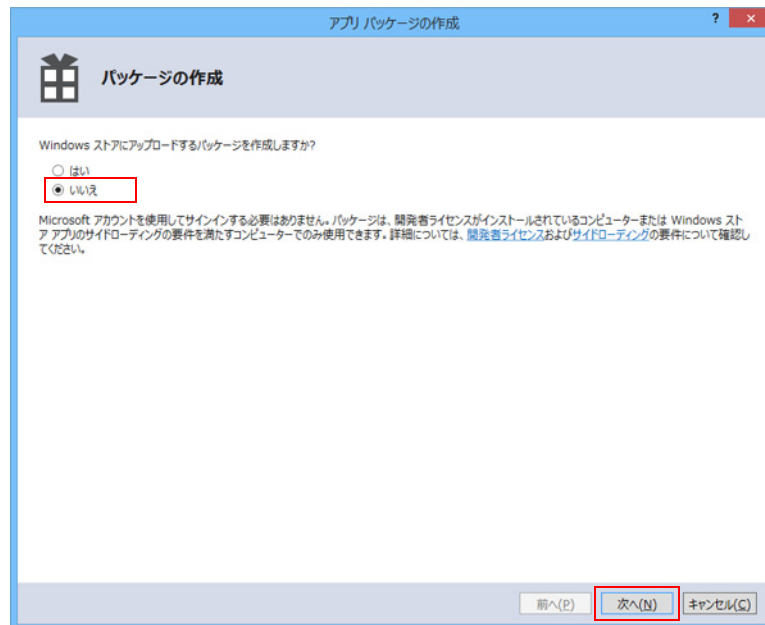 アプリ パッケージの作成
?
×
パッケージの作成
Windows ストアにアップロードするパッケージを作成しますか?
はい
いいえ
Microsoft アカウントを使用してサインインする必要はありません。パッケージは、開発者ライセンスがインストールされているコンピューターまたは Windows スト
ア アプリのサイドローディングの要件を満たすコンピューターでのみ使用できます。詳細については、開発者ライセンスおよびサイドローディングの要件について確認し
てください。
前へ(P)
次へ(N)
キャンセル(C)